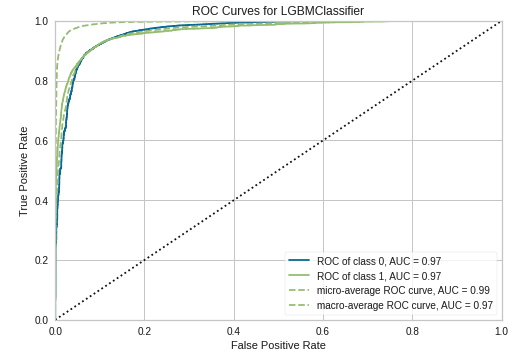 ROC Curves for LGBMClassifier
1.0
0.8
0.6
0.4
0.2
0.0
True Positive Rate
ROC of class 0, AUC = 0.97
ROC of class 1, AUC = 0.97
micro-average ROC curve, AUC = 0.99
macro-average ROC curve, AUC = 0.97
0.0 0.2 0.4 0.6 0.8 1.0
False Positive Rate